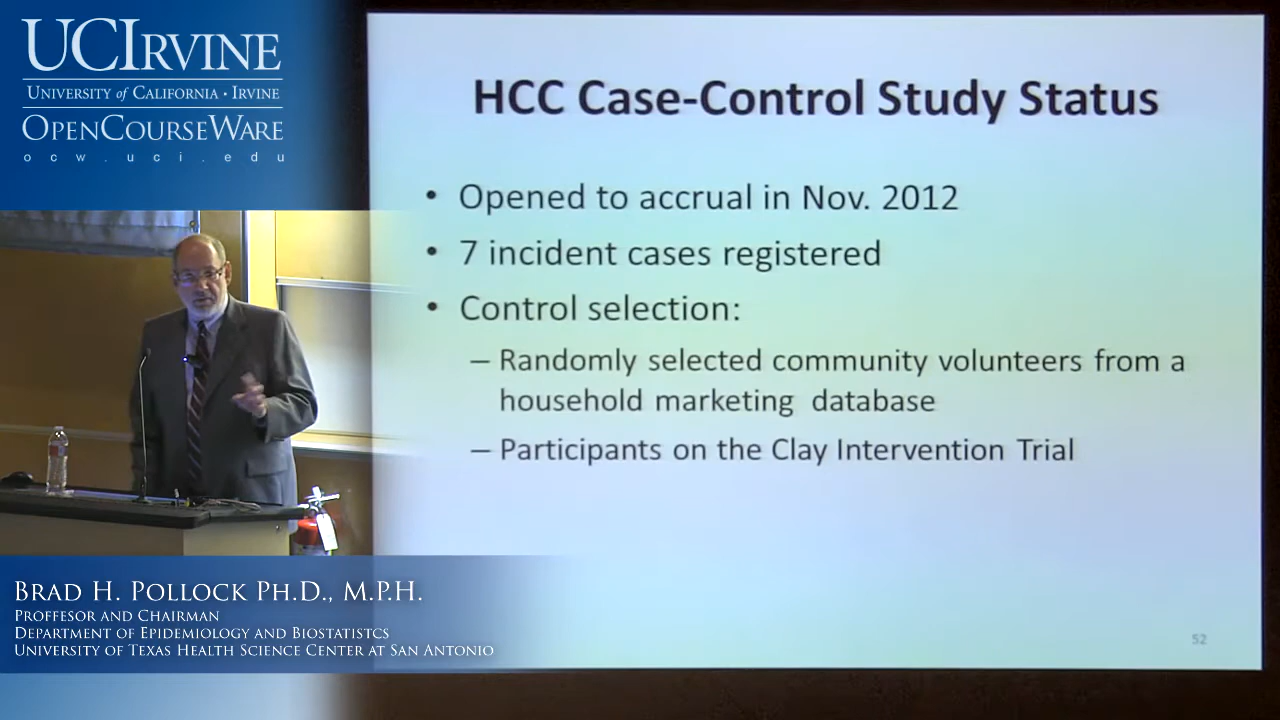 UCIRVINE
UNIVERSITY of CALIFORNIA · IRVINE
OPENCOURSEWARE
ocw.uci.edu
HCC Case-Control Study Status
• Opened to accrual in Nov. 2012
• 7 incident cases registered
• Control selection:
– Randomly selected community volunteers from a
household marketing database
– Participants on the Clay Intervention Trial
52
BRAD H. POLLOCK PH.D., M.P.H.
PROFFESOR AND CHAIRMAN
DEPARTMENT OF EPIDEMIOLOGY AND BIOSTATISTCS
UNIVERSITY OF TEXAS HEALTH SCIENCE CENTER AT SAN ANTONIO